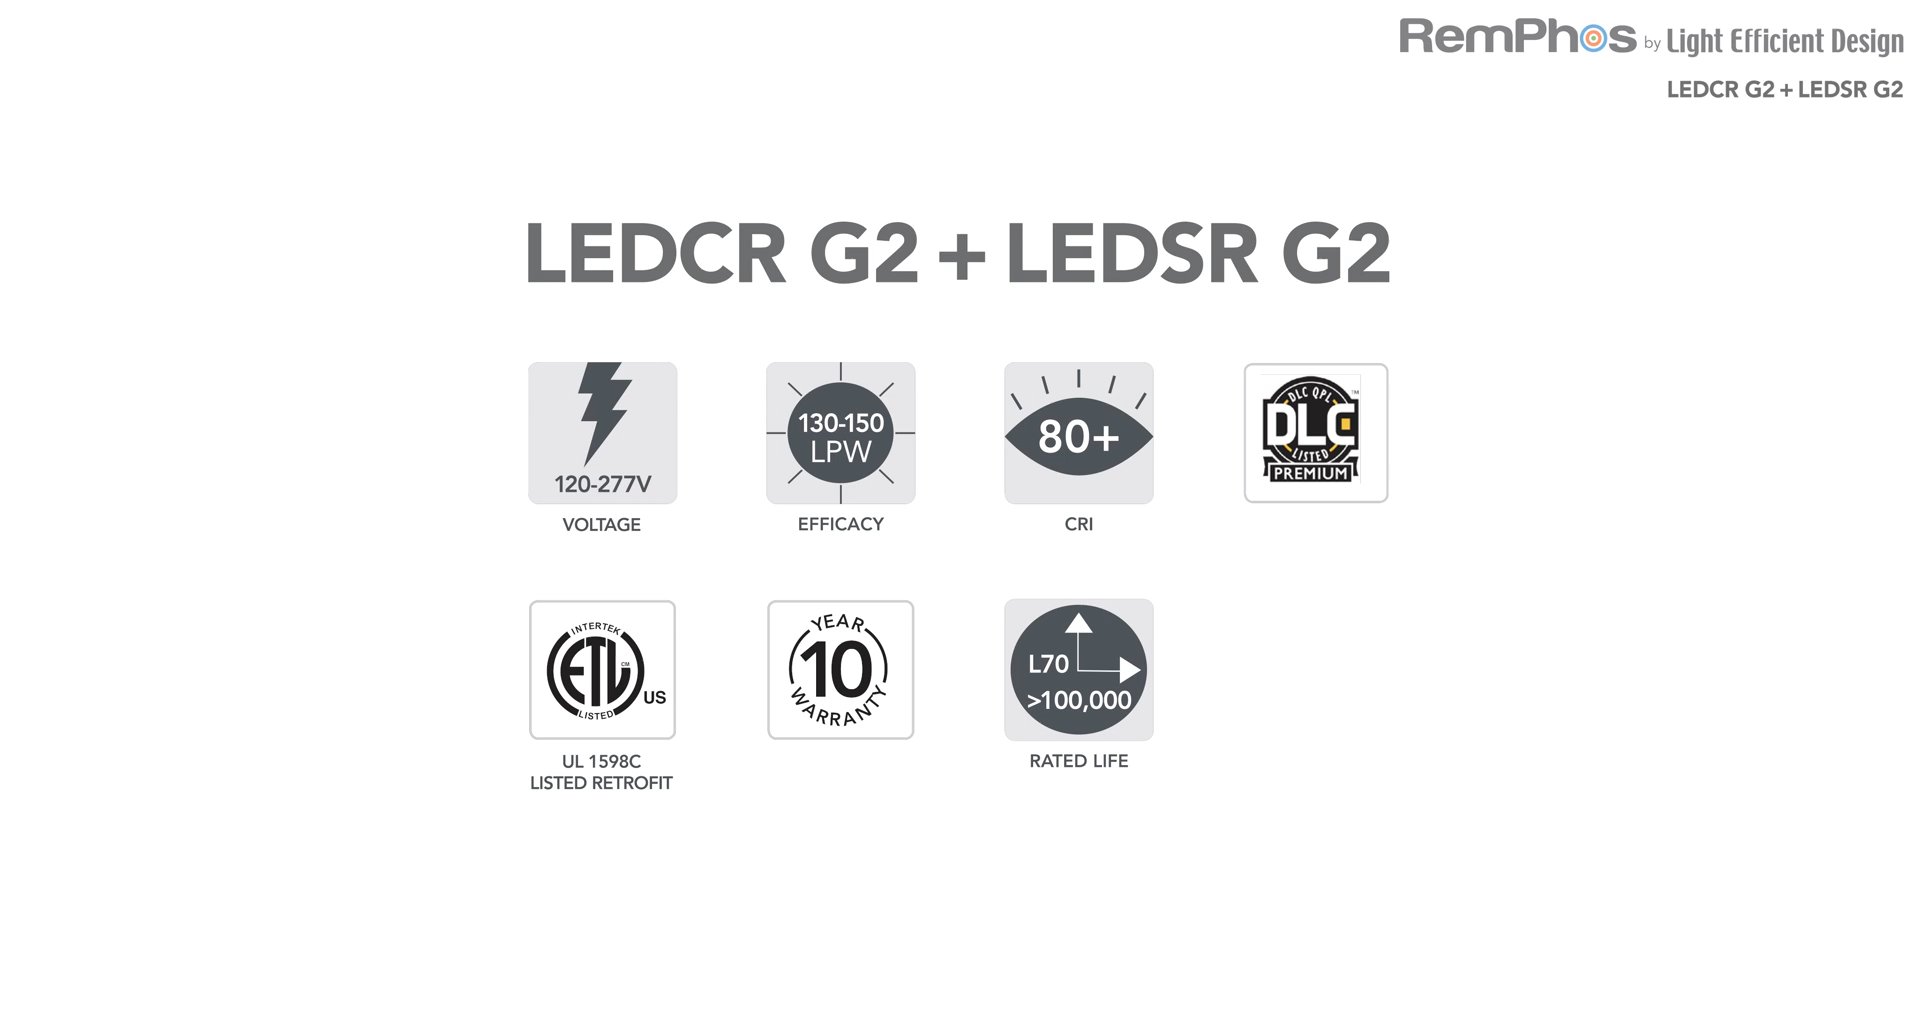 RemPhos by Light Efficient Design
LEDCR G2 + LEDSR G2
LEDCR G2 + LEDSR G2
120-277V
VOLTAGE
130-150
LPW
EFFICACY
80+
CRI
DLC QPL
DLC
TM
LISTED
PREMIUM
INTERTEK
ETL
CM
US
LISTED
UL 1598C
LISTED RETROFIT
YEAR
10
WARRANTY
L70
>100,000
RATED LIFE